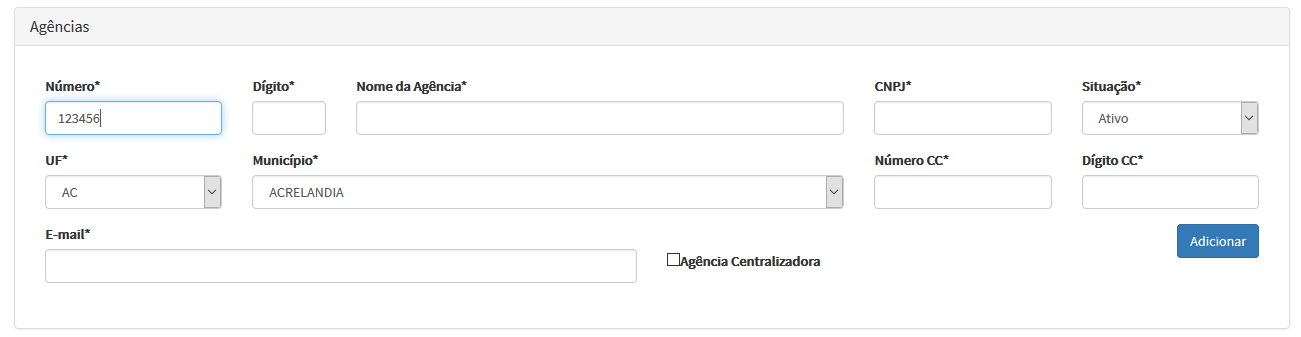 Agências
Número* Dígito* Nome da Agência* CNPJ* Situação*
123456 Ativo
UF* Município* Número CC* Dígito CC*
AC ACRELANDIA
E-mail*
Adicionar
Agência Centralizadora